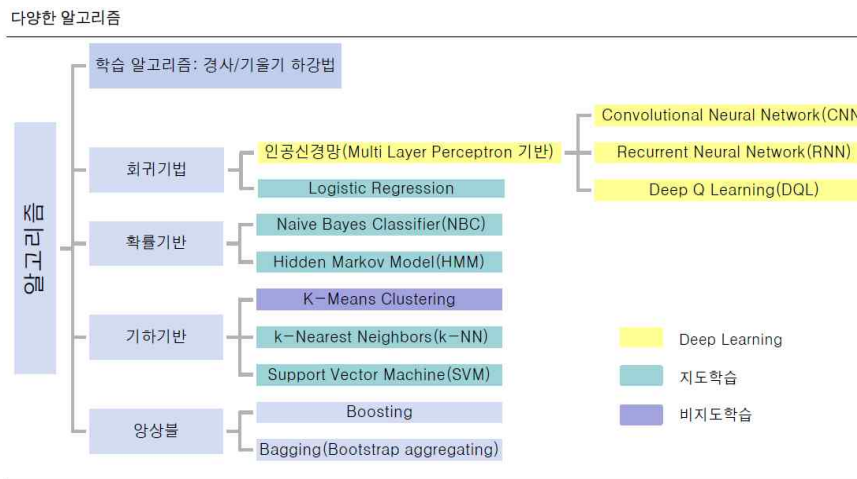 다양한 알고리즘
학습 알고리즘: 경사/기울기 하강법
알고리즘
회귀기법
인공신경망(Multi Layer Perceptron 기반)
Convolutional Neural Network(CNN
Recurrent Neural Network(RNN)
Deep Q Learning(DQL)
Logistic Regression
확률기반
Naive Bayes Classifier(NBC)
Hidden Markov Model(HMM)
기하기반
K-Means Clustering
k-Nearest Neighbors(k-NN)
Support Vector Machine(SVM)
앙상블
Boosting
Bagging(Bootstrap aggregating)
Deep Learning
지도학습
비지도학습